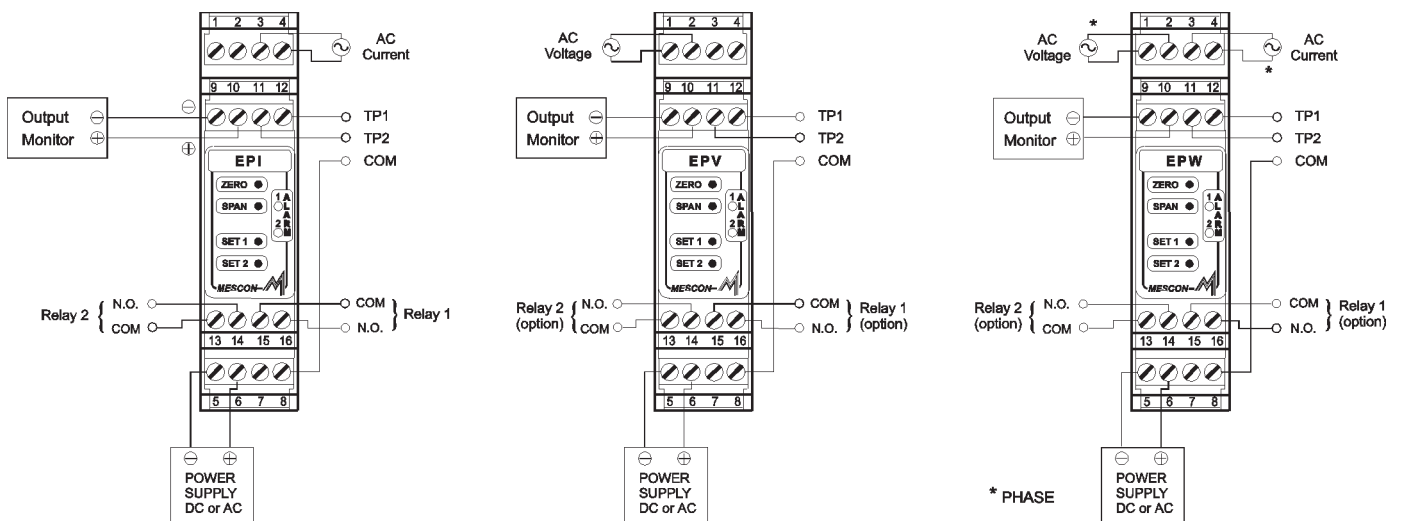 1 2 3 4
AC
Current
9 10 11 12
Output ⊖
Monitor ⊕
⊖
⊕
TP1
TP2
COM
EPI
ZERO
SPAN
SET 1
SET 2
1
2
ALARM
MESCON
Relay 2 { N.O.
COM
COM } Relay 1
N.O.
13 14 15 16
5 6 7 8
⊖ ⊕
POWER
SUPPLY
DC or AC
1 2 3 4
AC
Voltage
9 10 11 12
Output ⊖
Monitor ⊕
TP1
TP2
COM
EPV
ZERO
SPAN
SET 1
SET 2
1
2
ALARM
MESCON
Relay 2
(option) { N.O.
COM
COM } Relay 1
N.O. (option)
13 14 15 16
5 6 7 8
⊖ ⊕
POWER
SUPPLY
DC or AC
1 2 3 4
*
AC
Voltage
AC
Current
*
9 10 11 12
Output ⊖
Monitor ⊕
TP1
TP2
COM
EPW
ZERO
SPAN
SET 1
SET 2
1
2
ALARM
MESCON
Relay 2
(option) { N.O.
COM
COM } Relay 1
N.O. (option)
13 14 15 16
5 6 7 8
⊖ ⊕
POWER
SUPPLY
DC or AC
* PHASE